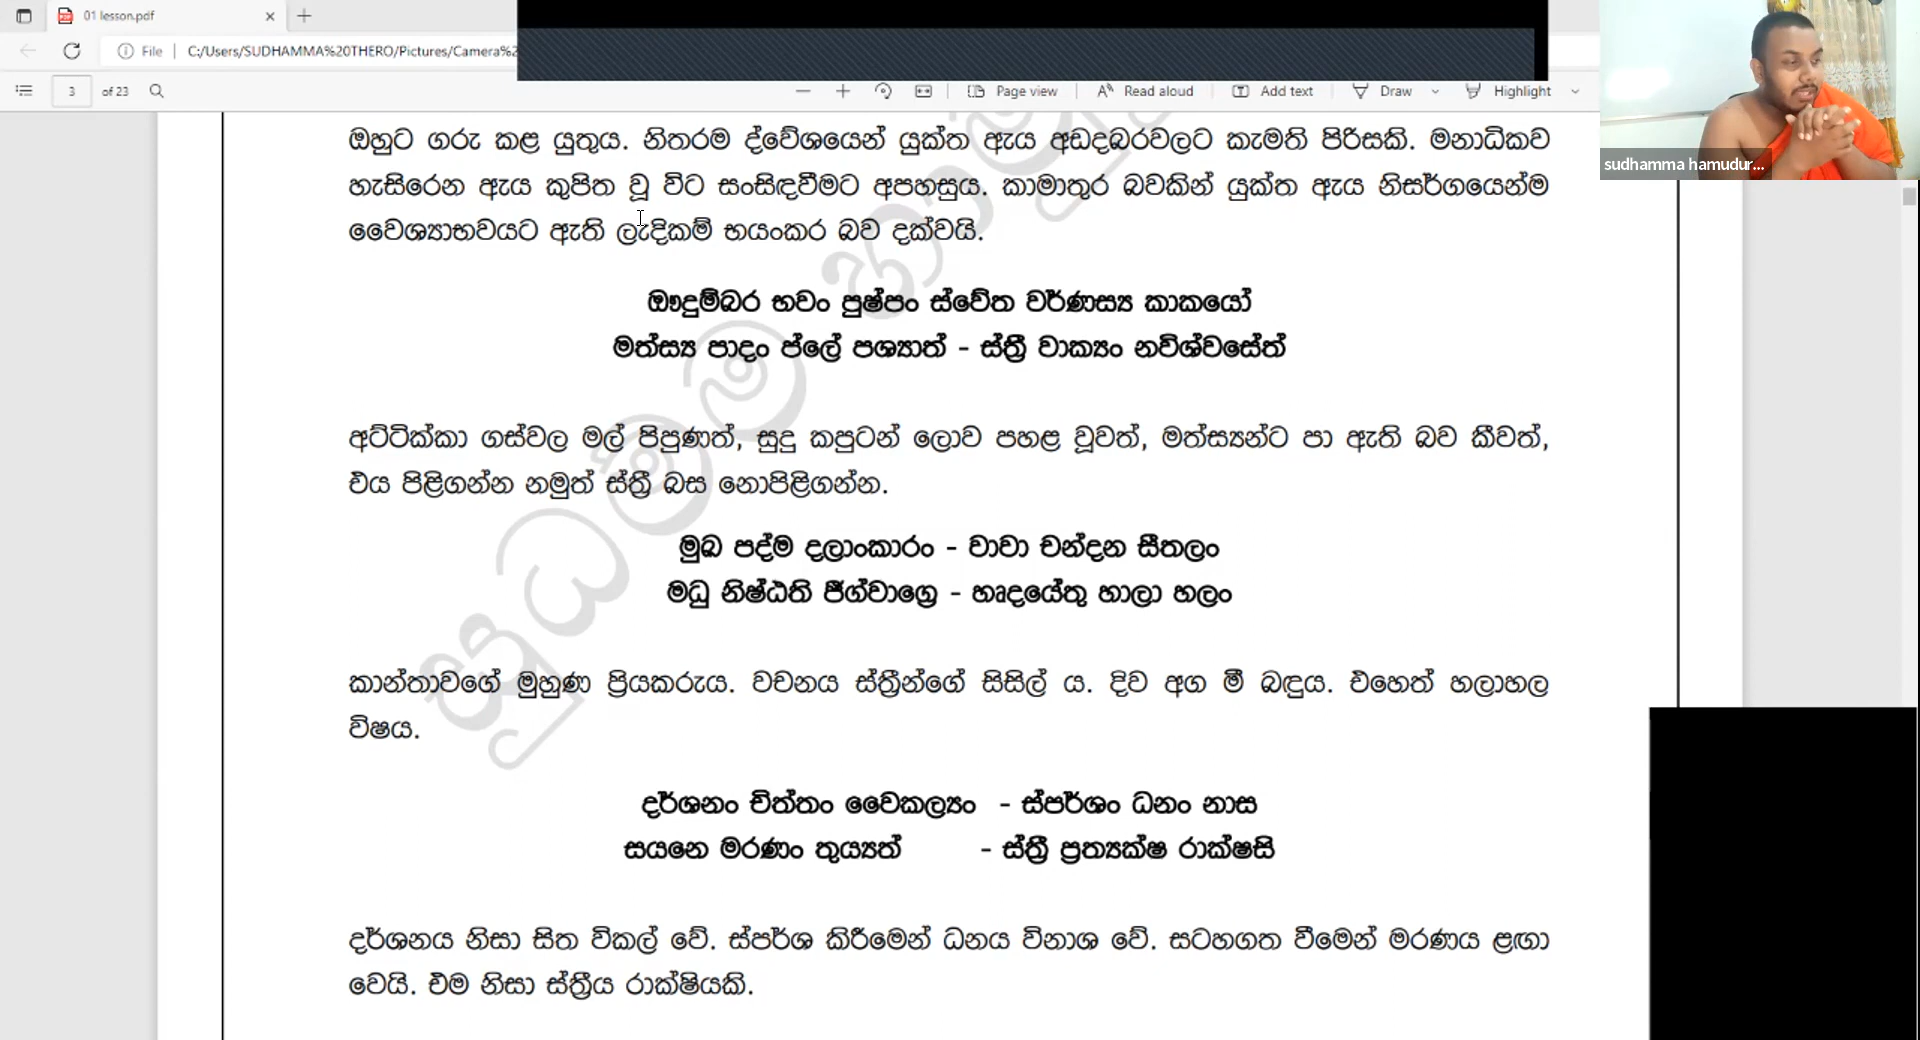 01 lesson.pdf
File
C:/Users/SUDHAMMA%20THERO/Pictures/Camera%2
3 of 23
Page view
Read aloud
Add text
Draw
Highlight
sudhamma hamudur...
ඔහුට ගරු කළ යුතුය. නිතරම ද්වේශයෙන් යුක්ත ඇය අඩදබරවලට කැමති පිරිසකි. මනාධිකව
හැසිරෙන ඇය කුපිත වූ විට සංසිඳවීමට අපහසුය. කාමාතුර බවකින් යුක්ත ඇය නිසර්ගයෙන්ම
වෛශ්‍යාභවයට ඇති ලැදිකම් භයංකර බව දක්වයි.
ඖදුම්බර භවං පුෂ්පං ස්වේත වර්ණස්‍ය කාකයෝ
මත්ස්‍ය පාදං ප්ලේ පශ්‍යාත් - ස්ත්‍රී වාක්‍යං නවිශ්වසේත්
අට්ටික්කා ගස්වල මල් පිපුණත්, සුදු කපුටන් ලොව පහළ වූවත්, මත්ස්‍යන්ට පා ඇති බව කීවත්,
එය පිළිගන්න නමුත් ස්ත්‍රී බස නොපිළිගන්න.
මුඛ පද්ම දලාංකාරං - වාචා චන්දන සීතලං
මධු නිෂ්ඨති ජීග්වාග්‍රෙ - හෘදයේතු හාලා හලං
කාන්තාවගේ මුහුණ ප්‍රියකරුය. වචනය ස්ත්‍රීන්ගේ සිසිල් ය. දිව අග මී බඳුය. එහෙත් හලාහල
විෂය.
දර්ශනං චිත්තං වෛකල්‍යං - ස්පර්ශං ධනං නාස
සයනෙ මරණං තුය්‍යත් - ස්ත්‍රී ප්‍රත්‍යක්ෂ රාක්ෂසි
දර්ශනය නිසා සිත විකල් වේ. ස්පර්ශ කිරීමෙන් ධනය විනාශ වේ. සටහගත වීමෙන් මරණය ළඟා
වෙයි. එම නිසා ස්ත්‍රීය රාක්ෂියකි.